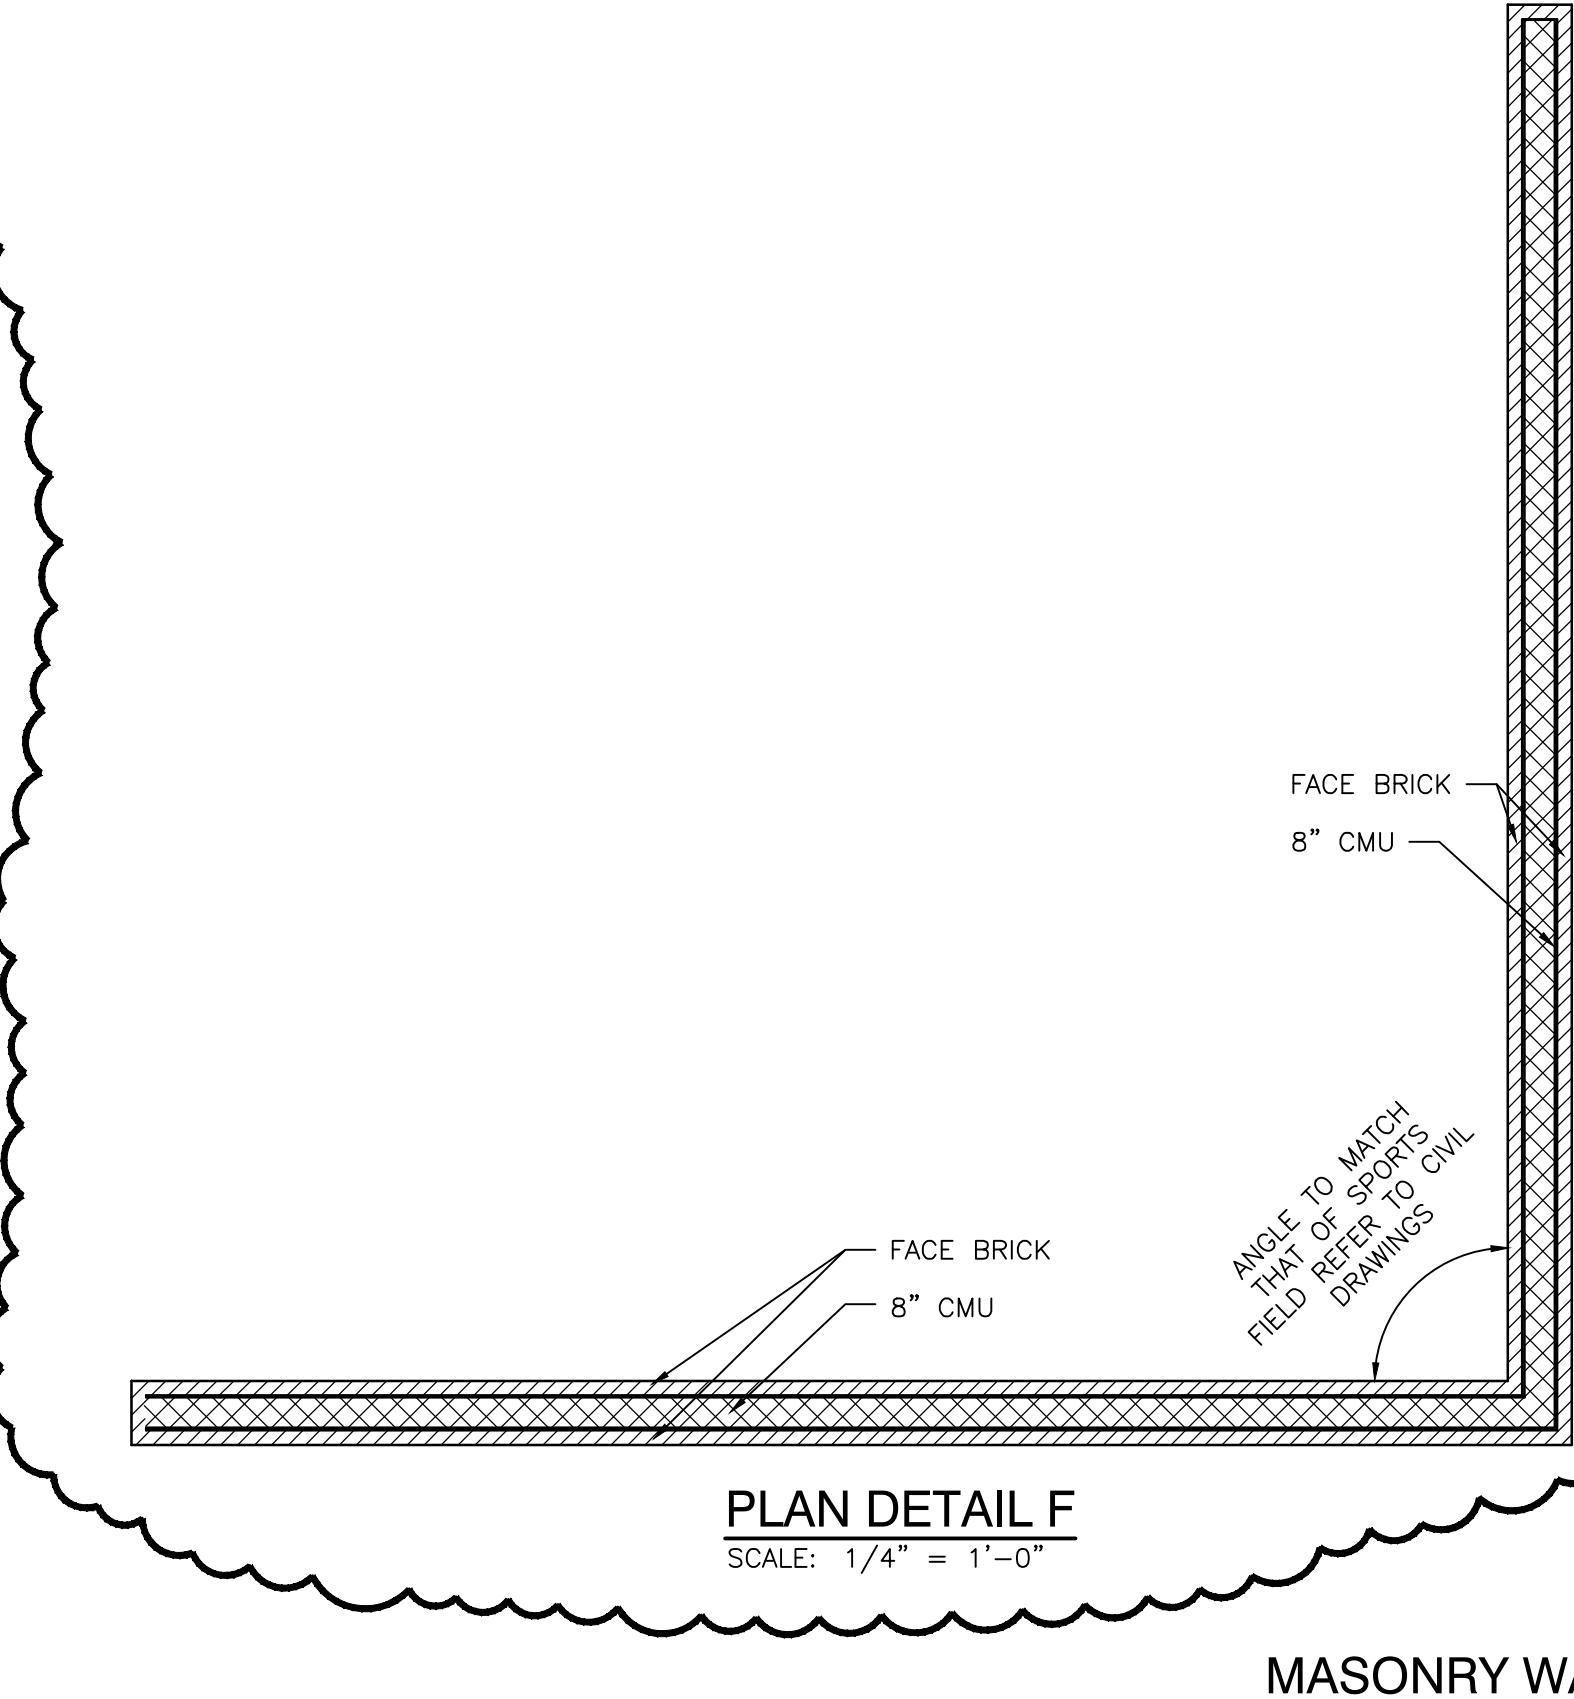 FACE BRICK
8” CMU
ANGLE TO MATCH
THAT OF SPORTS
FIELD REFER TO CIVIL
DRAWINGS
FACE BRICK
8” CMU
PLAN DETAIL F
SCALE: 1/4” = 1’-0”
MASONRY